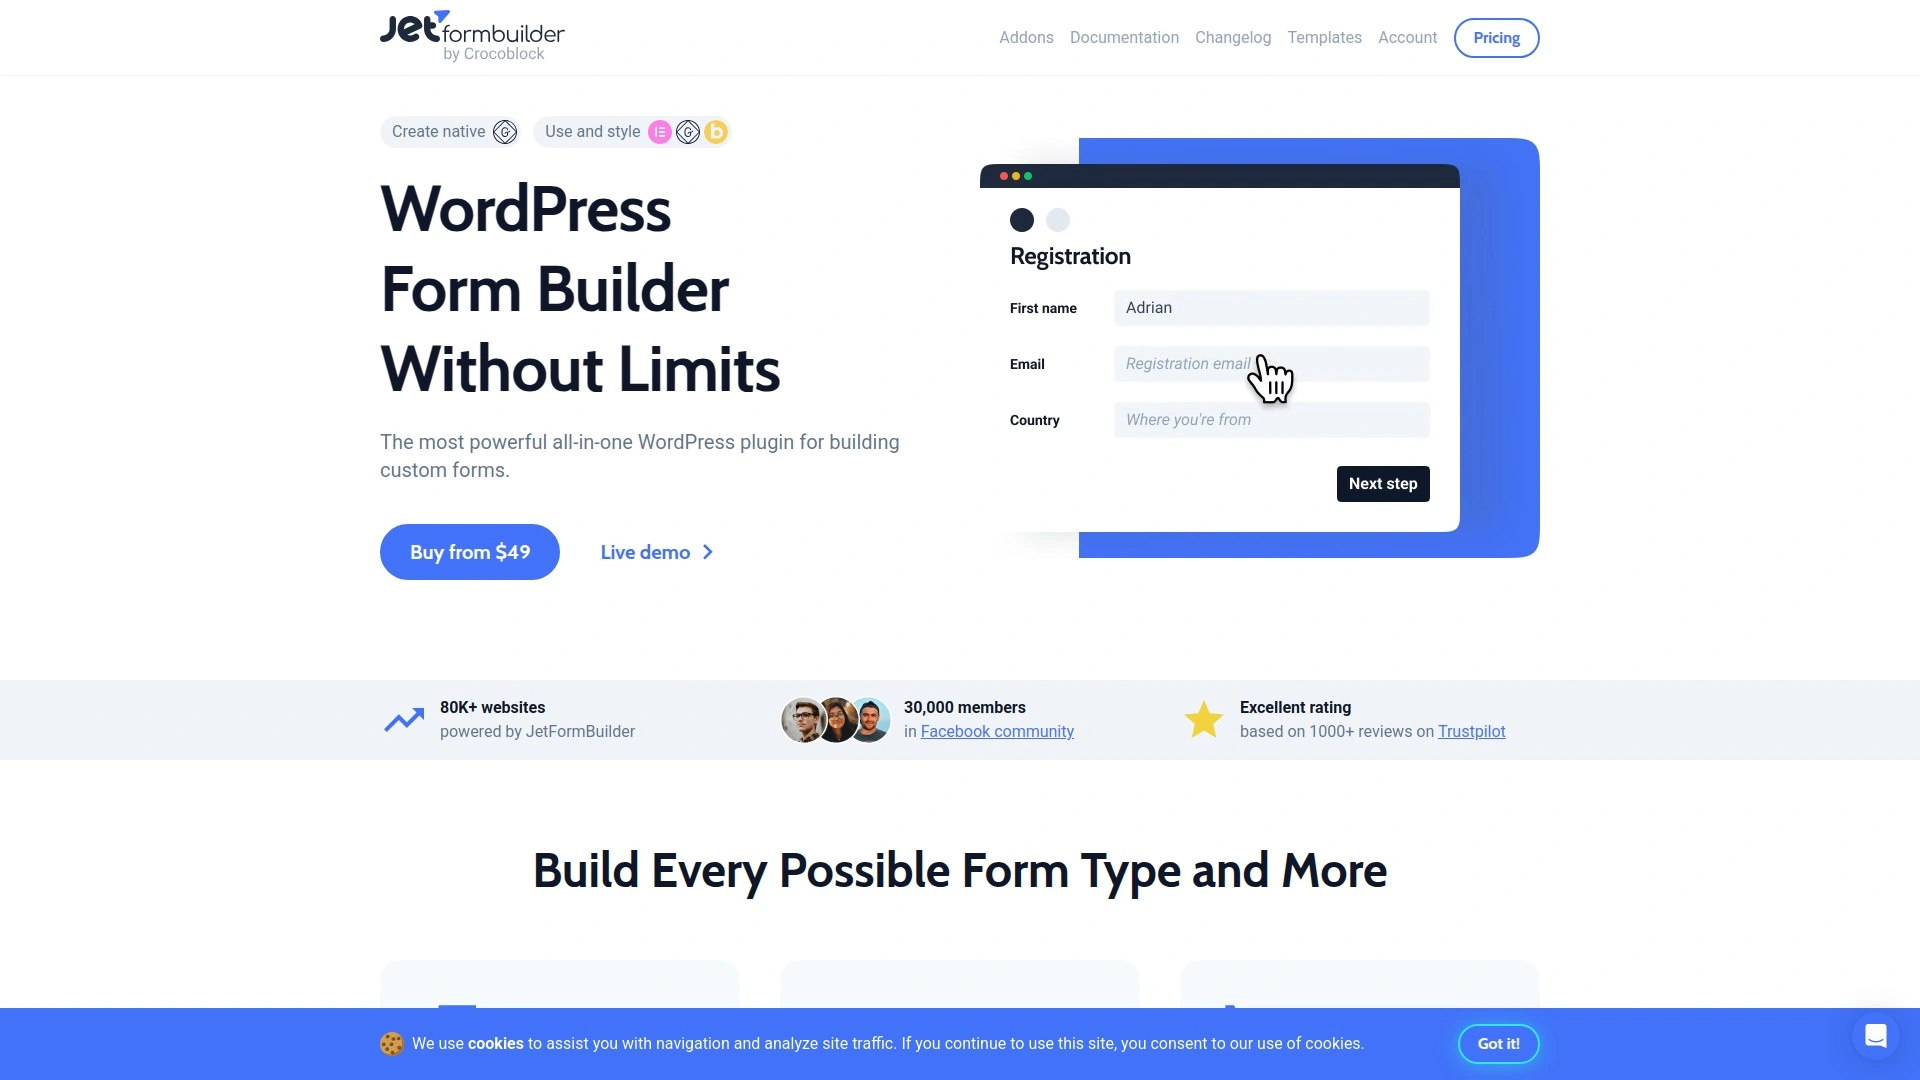 Jetformbuilder
by Crocoblock
Addons Documentation Changelog Templates Account Pricing
Create native Use and style
WordPress
Form Builder
Without Limits
The most powerful all-in-one WordPress plugin for building
custom forms.
Buy from $49 Live demo
Registration
First name Adrian
Email Registration email
Country Where you're from
Next step
80K+ websites
powered by JetFormBuilder
30,000 members
in Facebook community
Excellent rating
based on 1000+ reviews on Trustpilot
Build Every Possible Form Type and More
We use cookies to assist you with navigation and analyze site traffic. If you continue to use this site, you consent to our use of cookies. Got it!